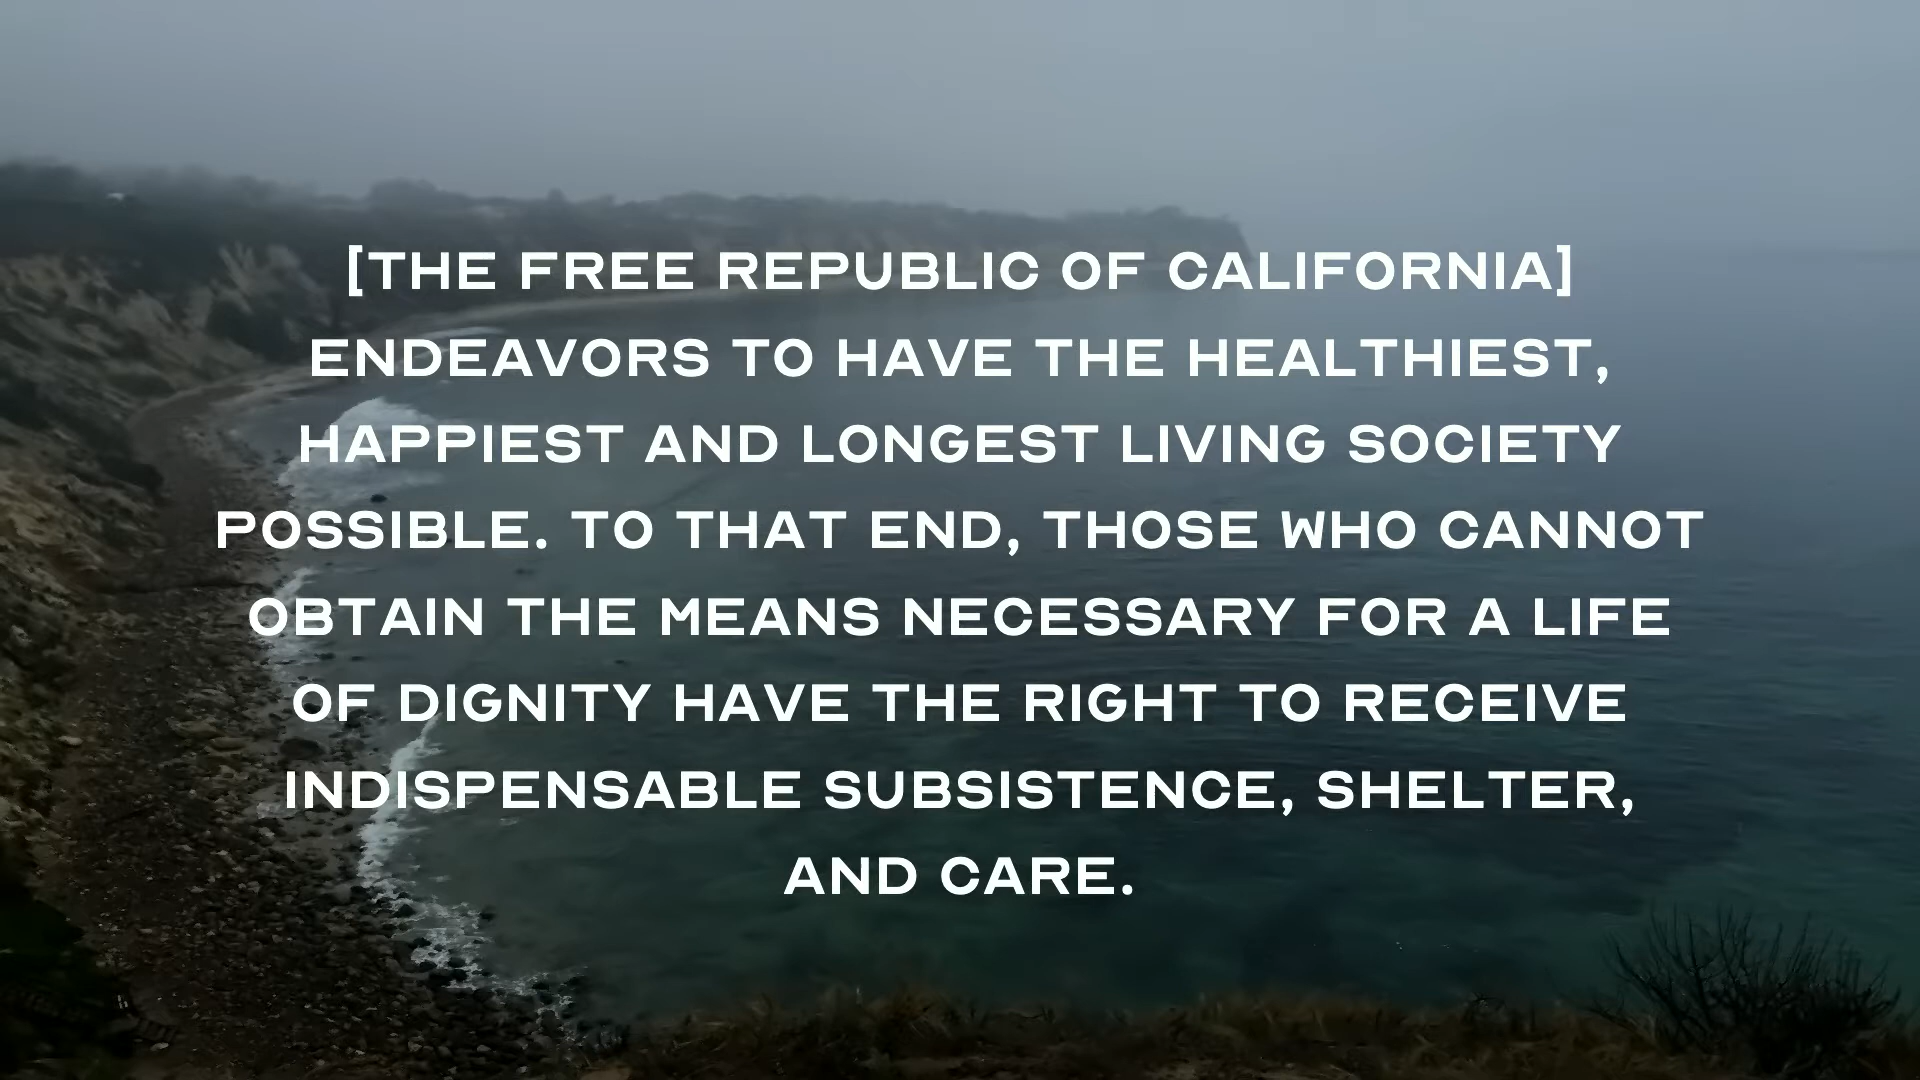 [THE FREE REPUBLIC OF CALIFORNIA]
ENDEAVORS TO HAVE THE HEALTHIEST,
HAPPIEST AND LONGEST LIVING SOCIETY
POSSIBLE. TO THAT END, THOSE WHO CANNOT
OBTAIN THE MEANS NECESSARY FOR A LIFE
OF DIGNITY HAVE THE RIGHT TO RECEIVE
INDISPENSABLE SUBSISTENCE, SHELTER,
AND CARE.